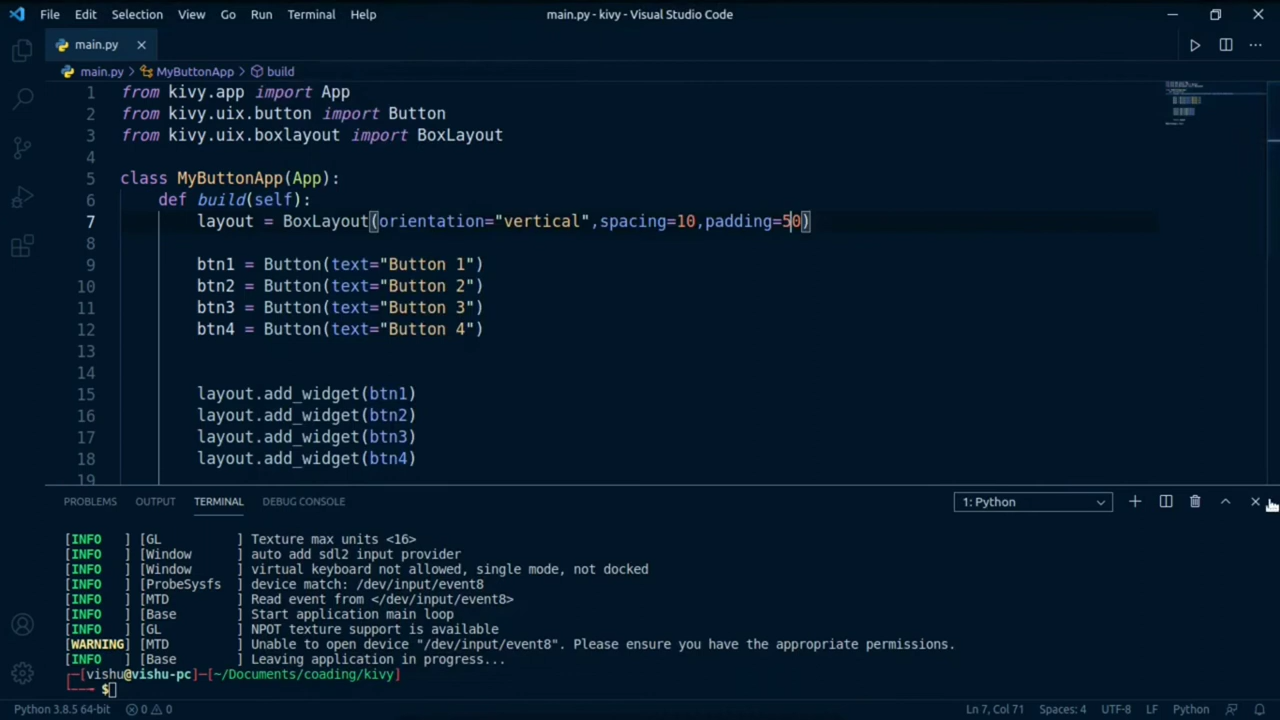 File Edit Selection View Go Run Terminal Help main.py - kivy - Visual Studio Code
main.py
main.py > MyButtonApp > build
1 from kivy.app import App
2 from kivy.uix.button import Button
3 from kivy.uix.boxlayout import BoxLayout
4
5 class MyButtonApp(App):
6 def build(self):
7 layout = BoxLayout(orientation="vertical",spacing=10,padding=50)
8
9 btn1 = Button(text="Button 1")
10 btn2 = Button(text="Button 2")
11 btn3 = Button(text="Button 3")
12 btn4 = Button(text="Button 4")
13
14
15 layout.add_widget(btn1)
16 layout.add_widget(btn2)
17 layout.add_widget(btn3)
18 layout.add_widget(btn4)
19
PROBLEMS OUTPUT TERMINAL DEBUG CONSOLE 1: Python
[INFO ] [GL ] Texture max units <16>
[INFO ] [Window ] auto add sdl2 input provider
[INFO ] [Window ] virtual keyboard not allowed, single mode, not docked
[INFO ] [ProbeSysfs ] device match: /dev/input/event8
[INFO ] [MTD ] Read event from </dev/input/event8>
[INFO ] [Base ] Start application main loop
[INFO ] [GL ] NPOT texture support is available
[WARNING] [MTD ] Unable to open device "/dev/input/event8". Please ensure you have the appropriate permissions.
[INFO ] [Base ] Leaving application in progress...
┌─[vishu@vishu-pc]─[~/Documents/coading/kivy]
└──╼ $
Python 3.8.5 64-bit 0 0 Ln 7, Col 71 Spaces: 4 UTF-8 LF Python